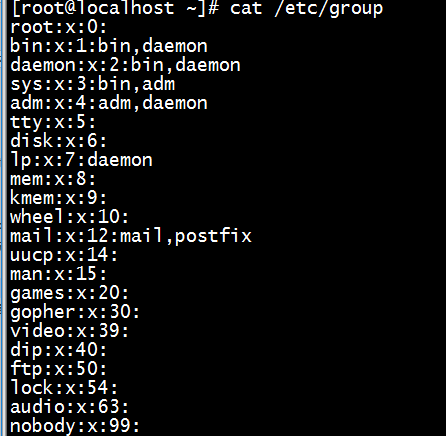 [root@localhost ~]# cat /etc/group
root:x:0:
bin:x:1:bin,daemon
daemon:x:2:bin,daemon
sys:x:3:bin,adm
adm:x:4:adm,daemon
tty:x:5:
disk:x:6:
lp:x:7:daemon
mem:x:8:
kmem:x:9:
wheel:x:10:
mail:x:12:mail,postfix
uucp:x:14:
man:x:15:
games:x:20:
gopher:x:30:
video:x:39:
dip:x:40:
ftp:x:50:
lock:x:54:
audio:x:63:
nobody:x:99: